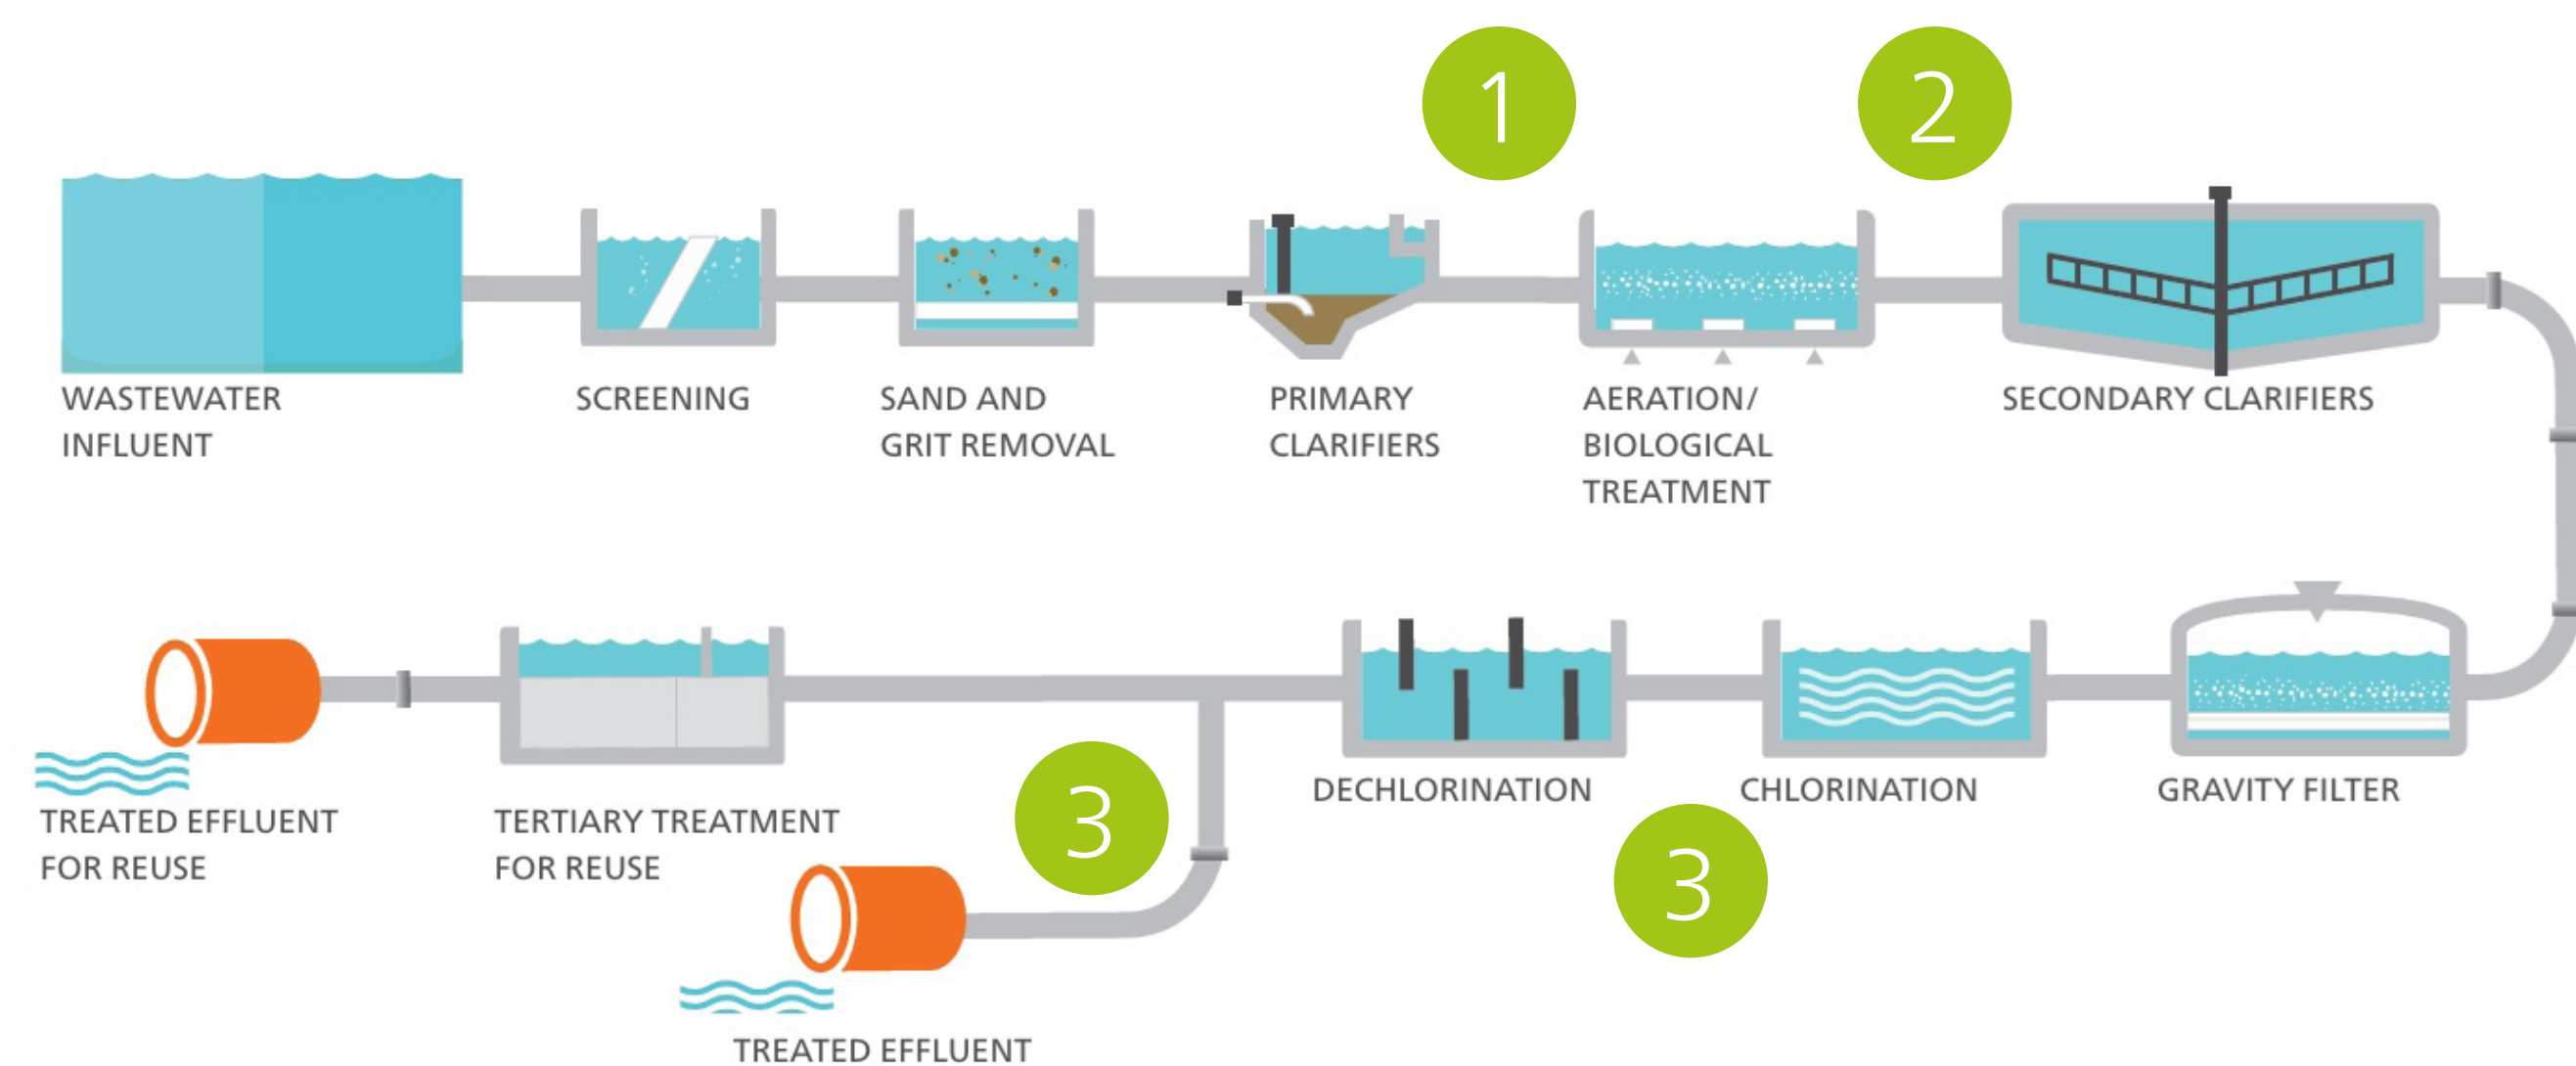 1
2
WASTEWATER
INFLUENT
SCREENING
SAND AND
GRIT REMOVAL
PRIMARY
CLARIFIERS
AERATION/
BIOLOGICAL
TREATMENT
SECONDARY CLARIFIERS
TREATED EFFLUENT
FOR REUSE
TERTIARY TREATMENT
FOR REUSE
3
DECHLORINATION
3
CHLORINATION
GRAVITY FILTER
TREATED EFFLUENT